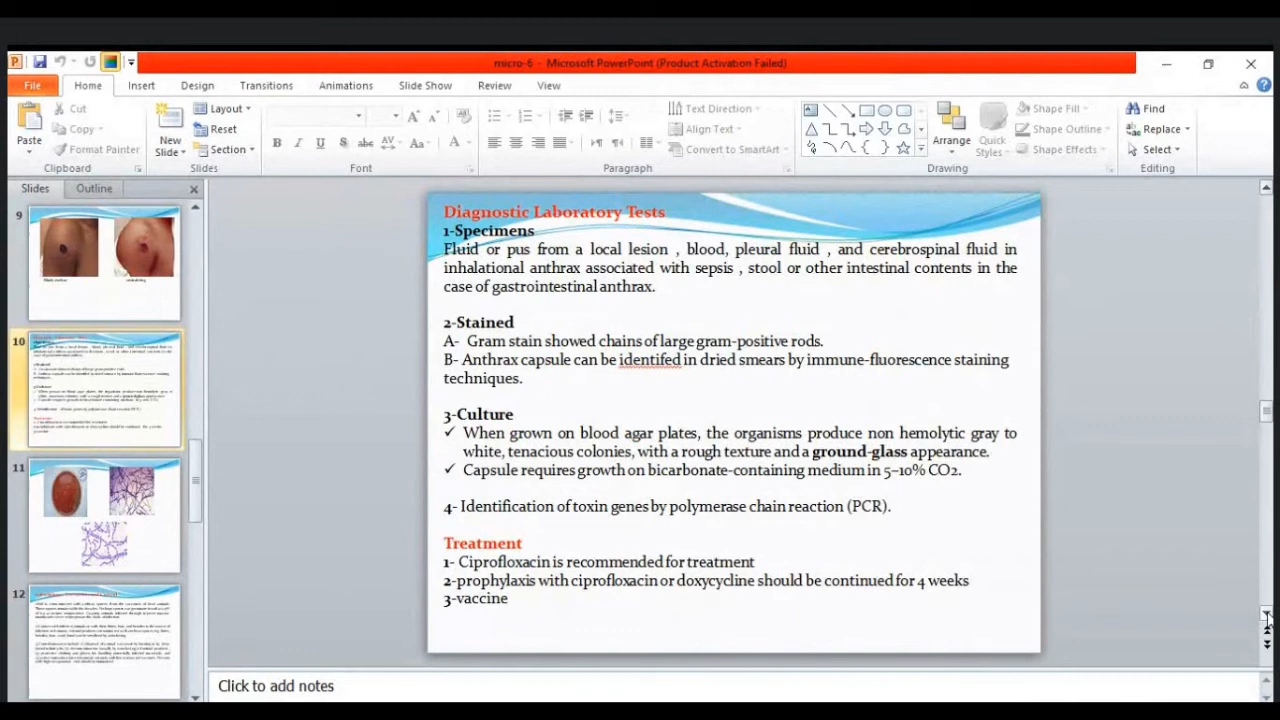 micro-6 - Microsoft PowerPoint (Product Activation Failed)
File Home Insert Design Transitions Animations Slide Show Review View
Paste
Cut
Copy
Format Painter
Clipboard
New Slide
Layout
Reset
Section
Slides
Font
Text Direction
Align Text
Convert to SmartArt
Paragraph
Arrange
Quick Styles
Shape Fill
Shape Outline
Shape Effects
Drawing
Find
Replace
Select
Editing
Slides Outline
9
10
11
12
Diagnostic Laboratory Tests
1-Specimens
Fluid or pus from a local lesion , blood, pleural fluid , and cerebrospinal fluid in
inhalational anthrax associated with sepsis , stool or other intestinal contents in the
case of gastrointestinal anthrax.
2-Stained
A- Gram stain showed chains of large gram-positive rods.
B- Anthrax capsule can be identifed in dried smears by immune-fluorescence staining
techniques.
3-Culture
✓ When grown on blood agar plates, the organisms produce non hemolytic gray to
white, tenacious colonies, with a rough texture and a ground-glass appearance.
✓ Capsule requires growth on bicarbonate-containing medium in 5–10% CO2.
4- Identification of toxin genes by polymerase chain reaction (PCR).
Treatment
1- Ciprofloxacin is recommended for treatment
2-prophylaxis with ciprofloxacin or doxycycline should be continued for 4 weeks
3-vaccine
Click to add notes